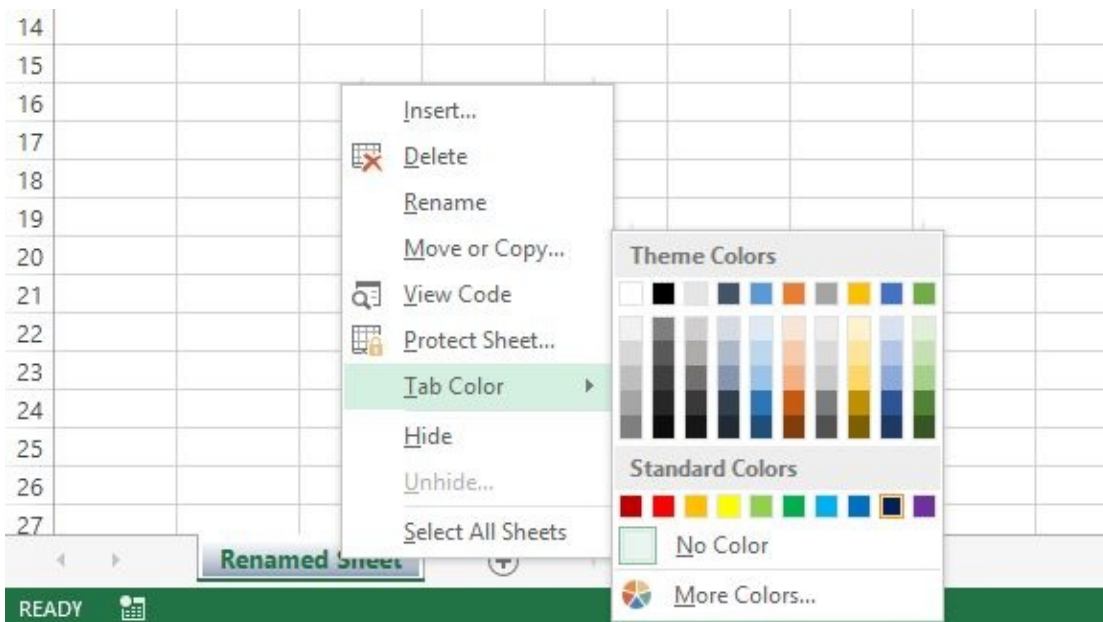 14
15
16
17
18
19
20
21
22
23
24
25
26
27
Insert...
Delete
Rename
Move or Copy...
View Code
Protect Sheet...
Tab Color
Hide
Unhide...
Select All Sheets
Theme Colors
Standard Colors
No Color
More Colors...
Renamed Sheet
READY